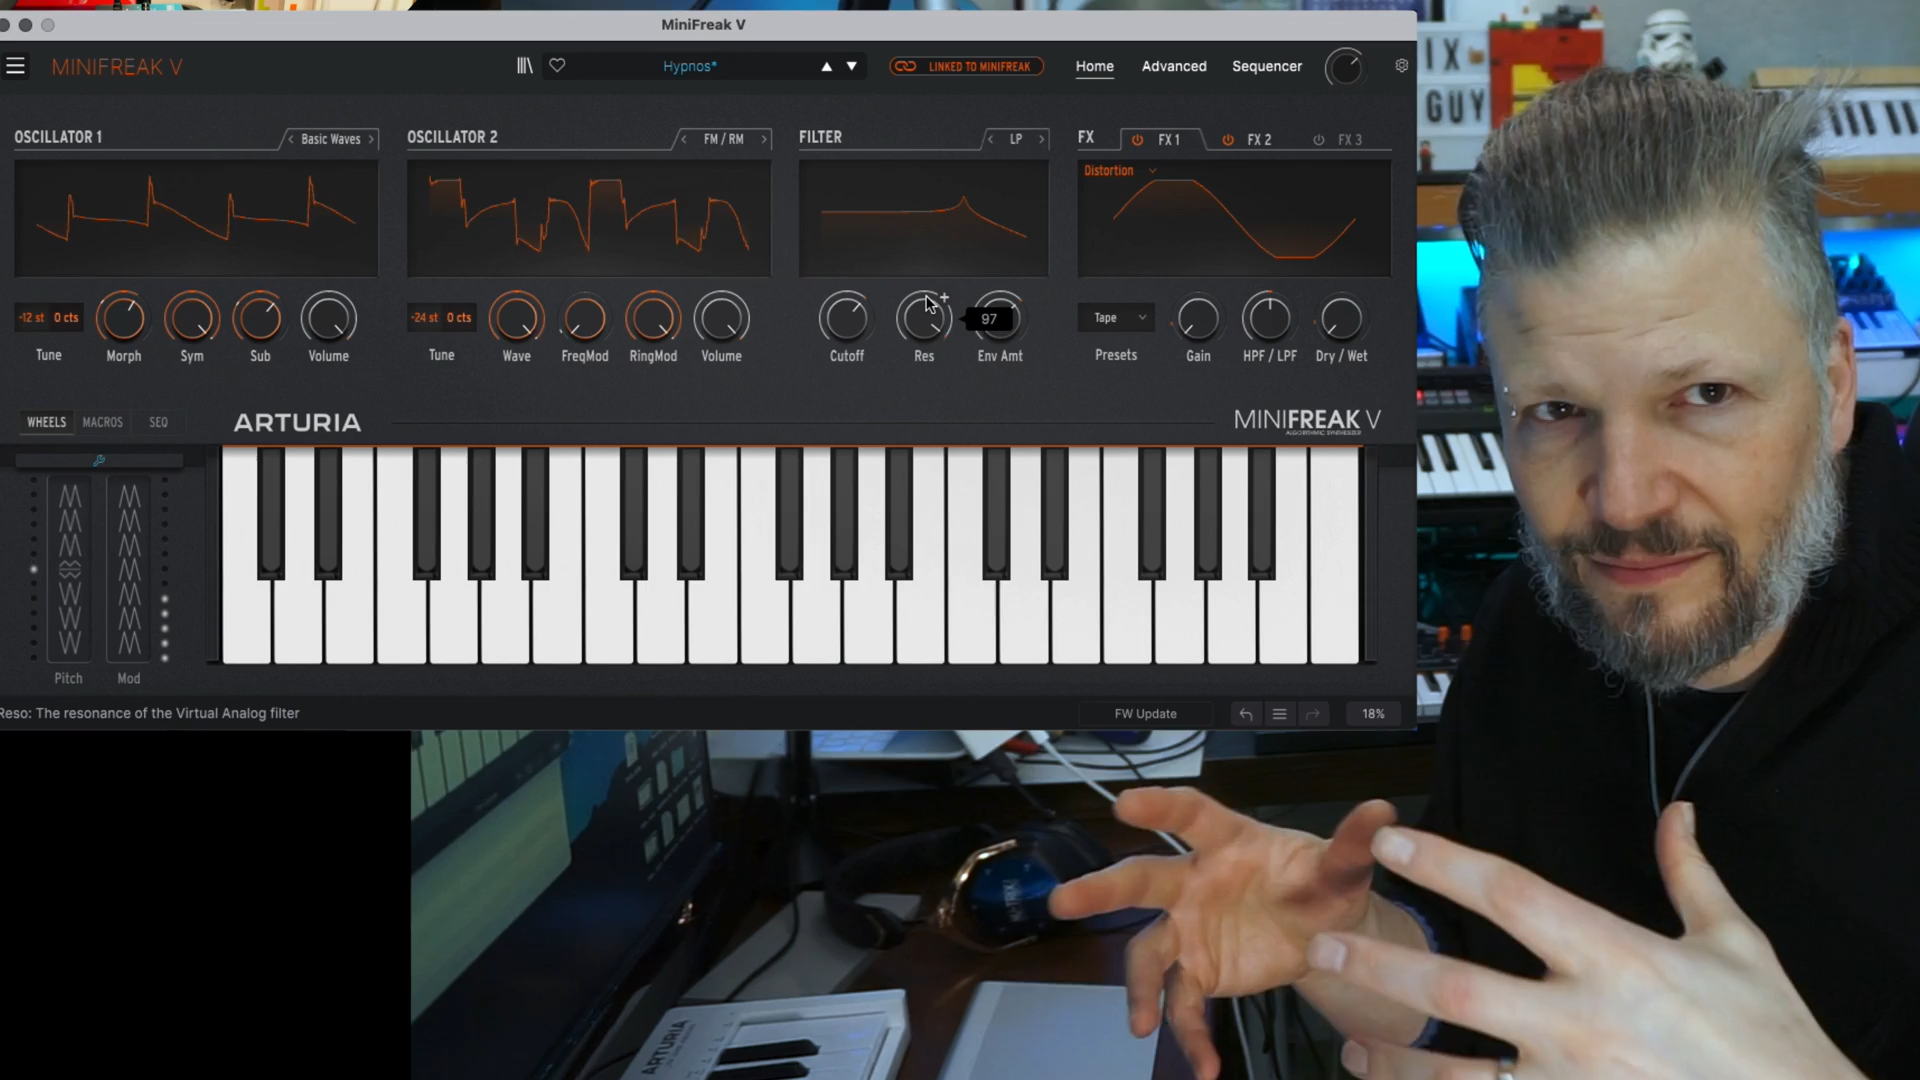 MiniFreak V
MINIFREAK V
Hypnos*
LINKED TO MINIFREAK
Home
Advanced
Sequencer
IX
GUY
OSCILLATOR 1
Basic Waves
OSCILLATOR 2
FM / RM
FILTER
LP
FX
FX 1
FX 2
FX 3
Distortion
-12 st 0 cts
Tune
Morph
Sym
Sub
Volume
-24 st 0 cts
Tune
Wave
FreqMod
RingMod
Volume
Cutoff
Res
97
Env Amt
Tape
Presets
Gain
HPF / LPF
Dry / Wet
WHEELS
MACROS
SEQ
ARTURIA
MINIFREAK V
ALGORITHMIC SYNTHESIZER
Pitch
Mod
Reso: The resonance of the Virtual Analog filter
FW Update
18%
ARTURIA